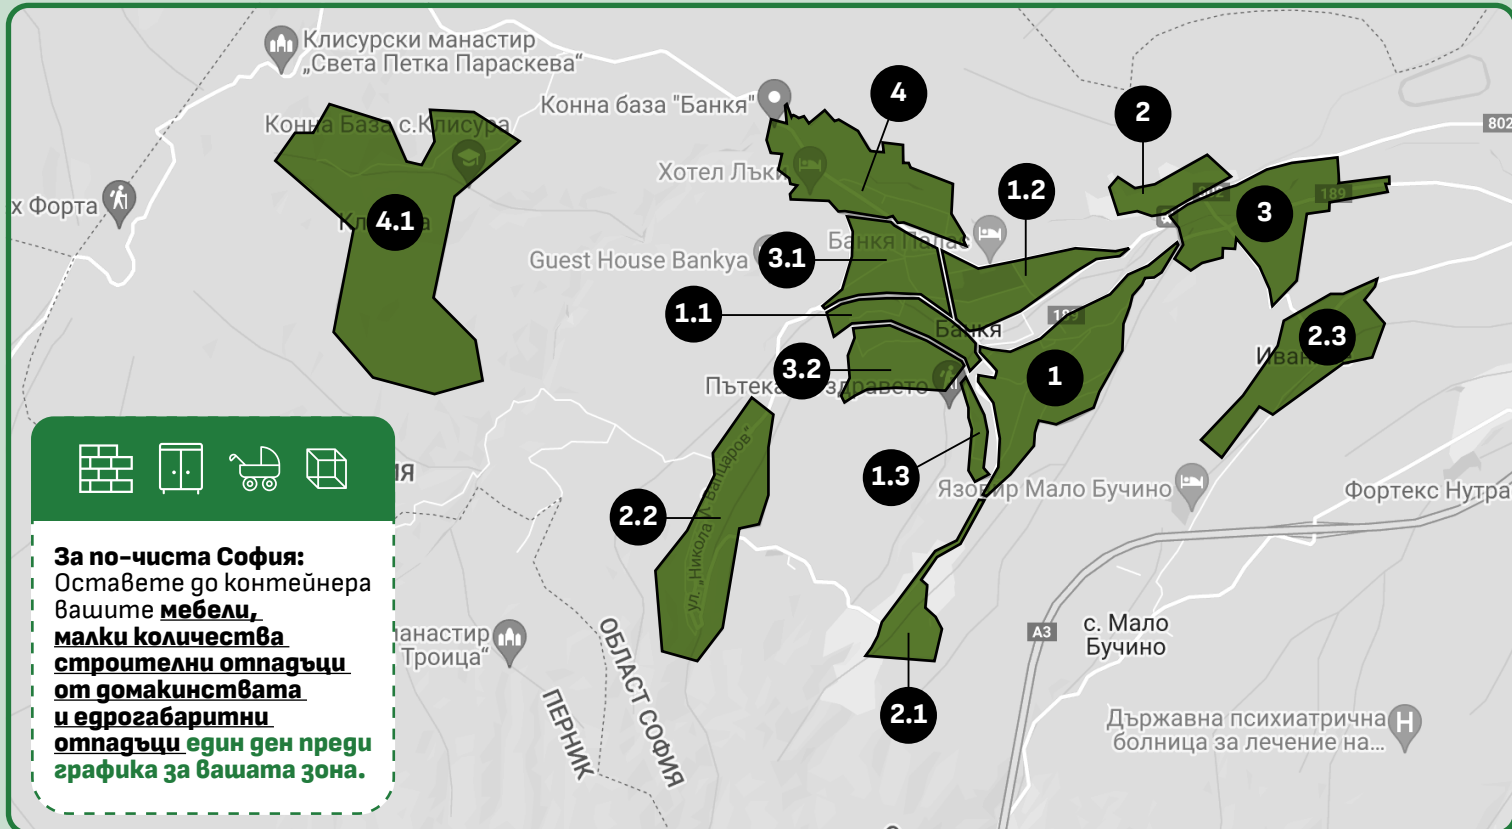 Клисурски манастир
„Света Петка Параскева“
Конна база "Банкя"
4
2
802
Конна База с.Клисура
Хотел Лъки
1.2
802
189
х Форта
4.1
3
Банкя Палас
Guest House Bankya
3.1
1.1
189
Банкя
2.3
3.2
1
Пътека
здравето
1.3
ИЯ
Язовир Мало Бучино
Фортекс Нутра
2.2
ул. „Никола Й. Вапцаров“
За по-чиста София:
Оставете до контейнера
вашите мебели,
малки количества
строителни отпадъци
от домакинствата
и едрогабаритни
отпадъци един ден преди
графика за вашата зона.
манастир
Троица“
ОБЛАСТ СОФИЯ
ПЕРНИК
A3
с. Мало
Бучино
2.1
Държавна психиатрична
болница за лечение на...